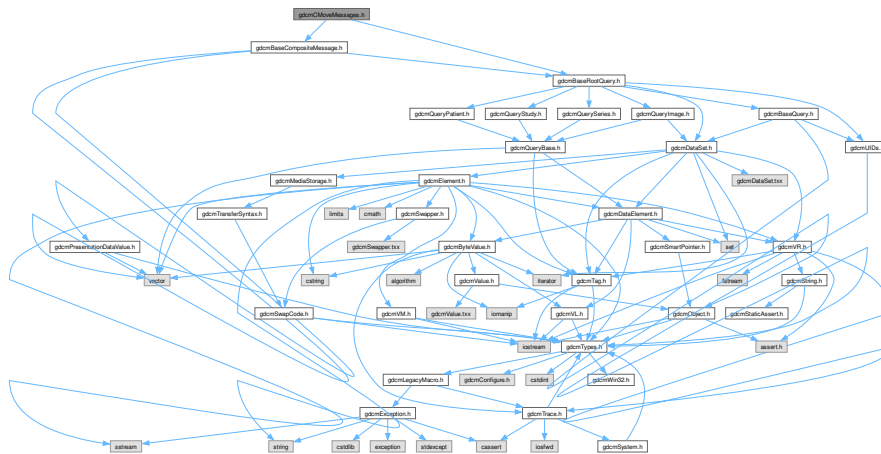 gdcmCMoveMessages.h
gdcmBaseCompositeMessage.h
gdcmBaseRootQuery.h
gdcmQueryPatient.h
gdcmQueryStudy.h
gdcmQuerySeries.h
gdcmQueryImage.h
gdcmBaseQuery.h
gdcmQueryBase.h
gdcmDataSet.h
gdcmUIDs.
gdcmMediaStorage.h
gdcmElement.h
gdcmDataSet.txx
gdcmTransferSyntax.h
limits
cmath
gdcmSwapper.h
gdcmDataElement.h
gdcmPresentationDataValue.h
gdcmSwapper.txx
gdcmByteValue.h
gdcmSmartPointer.h
set
gdcmVR.h
vector
cstring
algorithm
gdcmValue.h
iterator
gdcmTag.h
fstream
gdcmString.h
gdcmSwapCode.h
gdcmVM.h
gdcmValue.txx
iomanip
gdcmVL.h
gdcmObject.h
gdcmStaticAssert.h
iostream
gdcmTypes.h
assert.h
gdcmLegacyMacro.h
gdcmConfigure.h
cstdint
gdcmWin32.h
gdcmException.h
gdcmTrace.h
sstream
string
cstdlib
exception
stdexcept
cassert
iosfwd
gdcmSystem.h